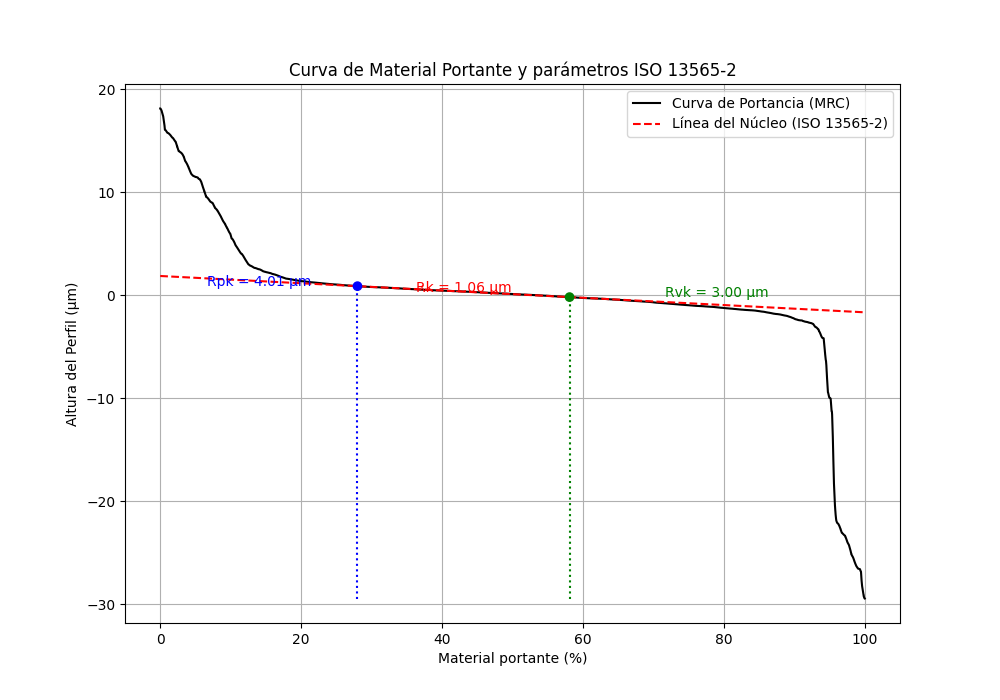 Curva de Material Portante y parámetros ISO 13565-2
Curva de Portancia (MRC)
Línea del Núcleo (ISO 13565-2)
20
10
0
−10
−20
−30
Altura del Perfil (µm)
Rpk = 4.01 µm
Rk = 1.06 µm
Rvk = 3.00 µm
0
20
40
60
80
100
Material portante (%)